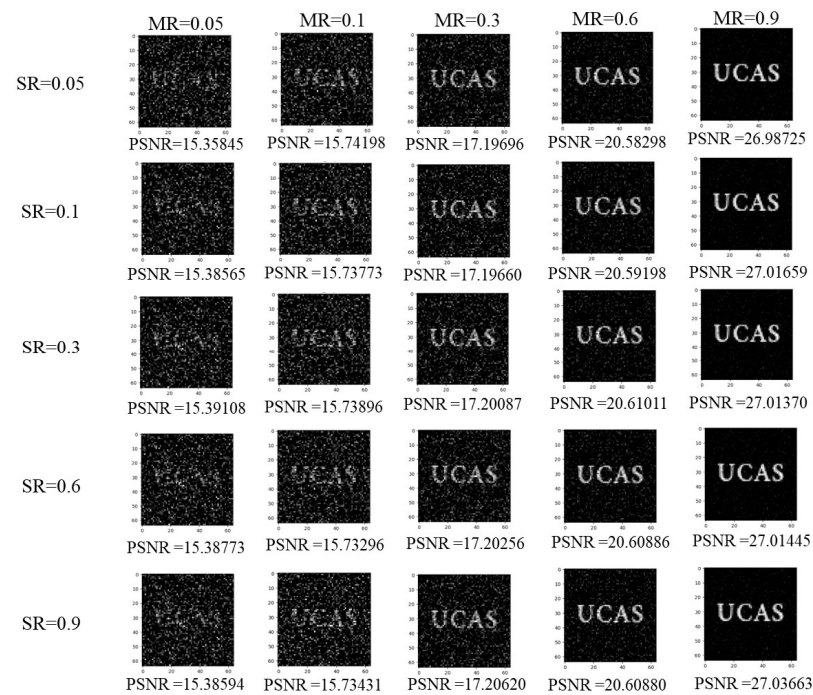 MR=0.05 MR=0.1 MR=0.3 MR=0.6 MR=0.9
SR=0.05
UCAS UCAS UCAS UCAS
PSNR=15.35845 PSNR =15.74198 PSNR =17.19696 PSNR =20.58298 PSNR =26.98725
SR=0.1
UCAS UCAS UCAS UCAS
PSNR =15.38565 PSNR =15.73773 PSNR =17.19660 PSNR =20.59198 PSNR =27.01659
SR=0.3
UCAS UCAS UCAS UCAS
PSNR =15.39108 PSNR =15.73896 PSNR =17.20087 PSNR =20.61011 PSNR =27.01370
SR=0.6
UCAS UCAS UCAS UCAS
PSNR =15.38773 PSNR =15.73296 PSNR =17.20256 PSNR =20.60886 PSNR =27.01445
SR=0.9
UCAS UCAS UCAS UCAS
PSNR =15.38594 PSNR =15.73431 PSNR =17.20620 PSNR =20.60880 PSNR =27.03663